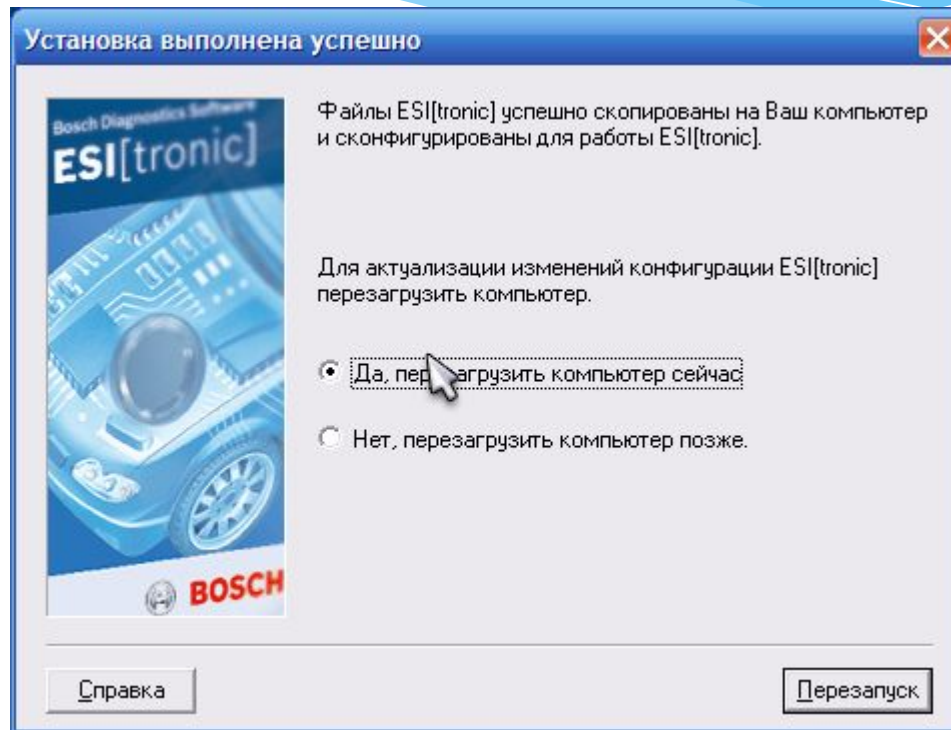 Установка выполнена успешно
Bosch Diagnostics Software
ESI[tronic]
Файлы ESI[tronic] успешно скопированы на Ваш компьютер
и сконфигурированы для работы ESI[tronic].
Для актуализации изменений конфигурации ESI[tronic]
перезагрузить компьютер.
Да, перезагрузить компьютер сейчас
Нет, перезагрузить компьютер позже.
BOSCH
Справка
Перезапуск